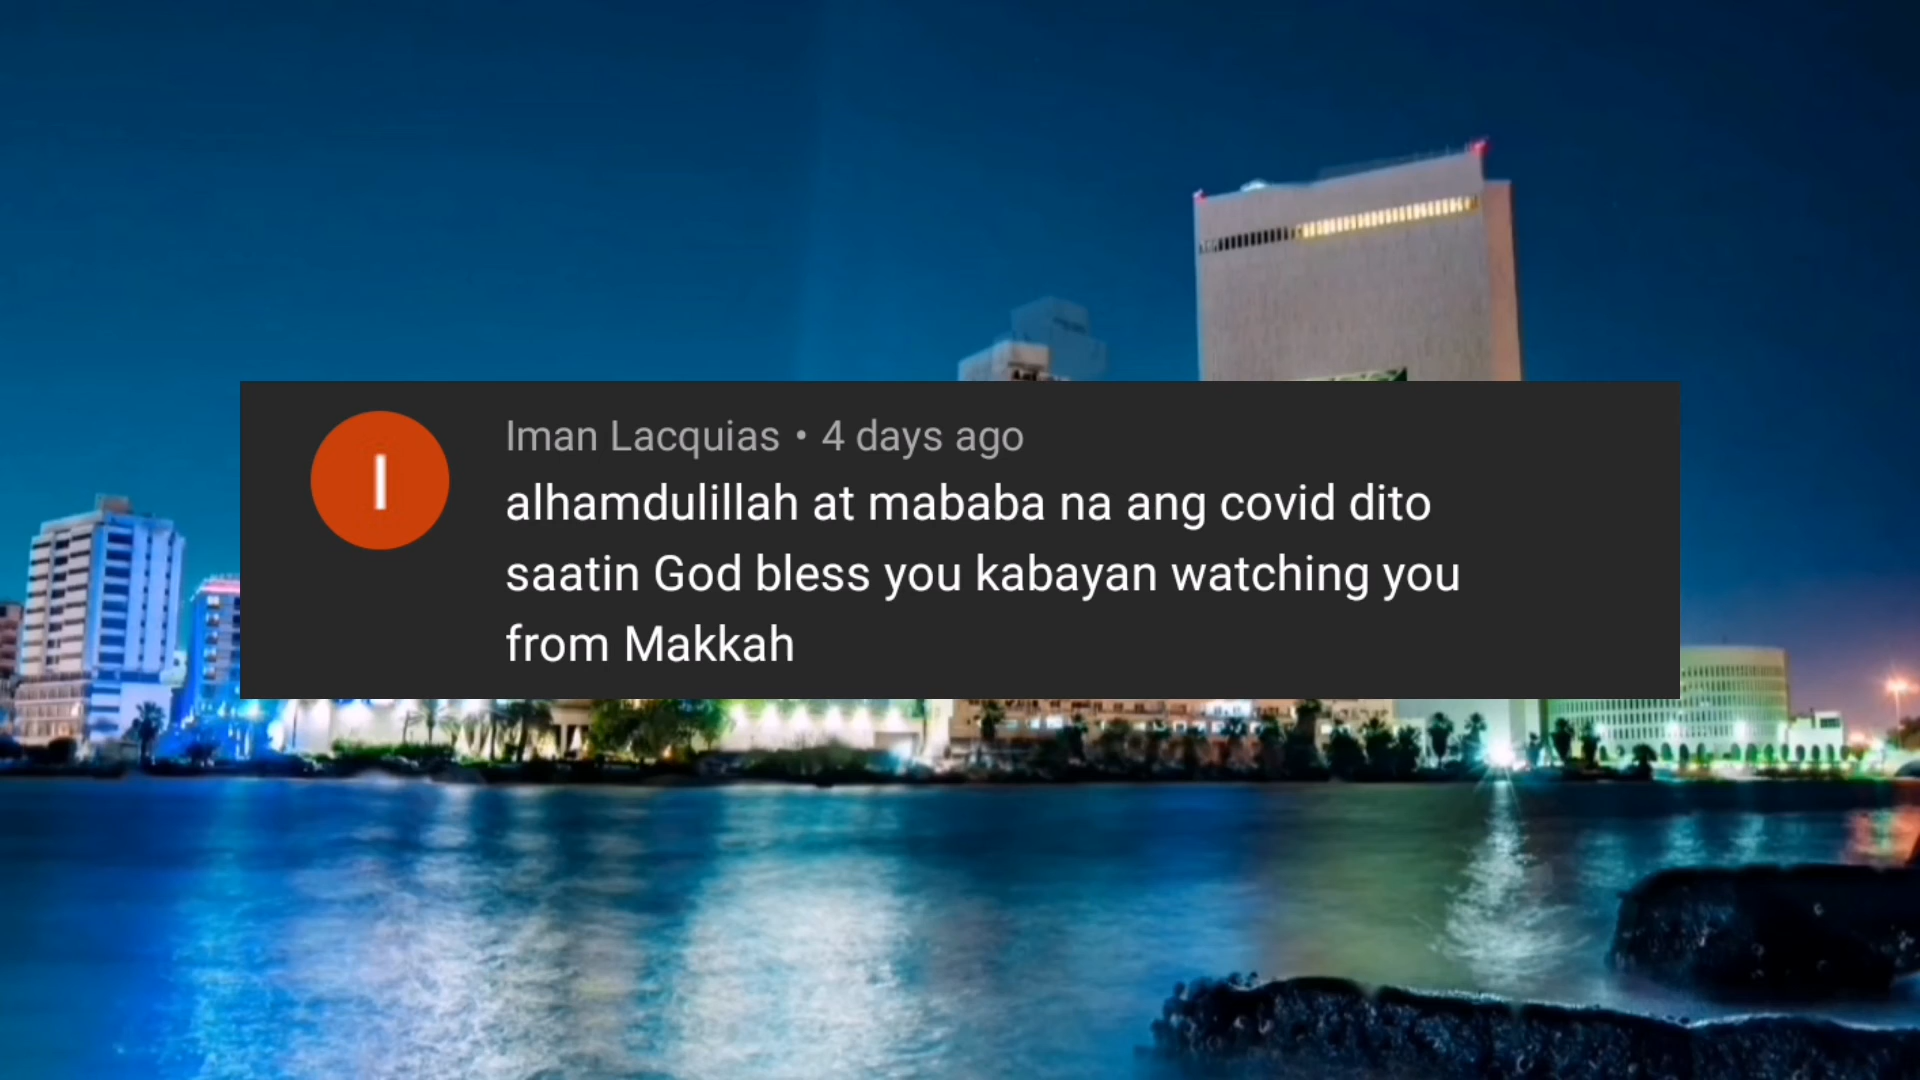 I
Iman Lacquias • 4 days ago
alhamdulillah at mababa na ang covid dito
saatin God bless you kabayan watching you
from Makkah